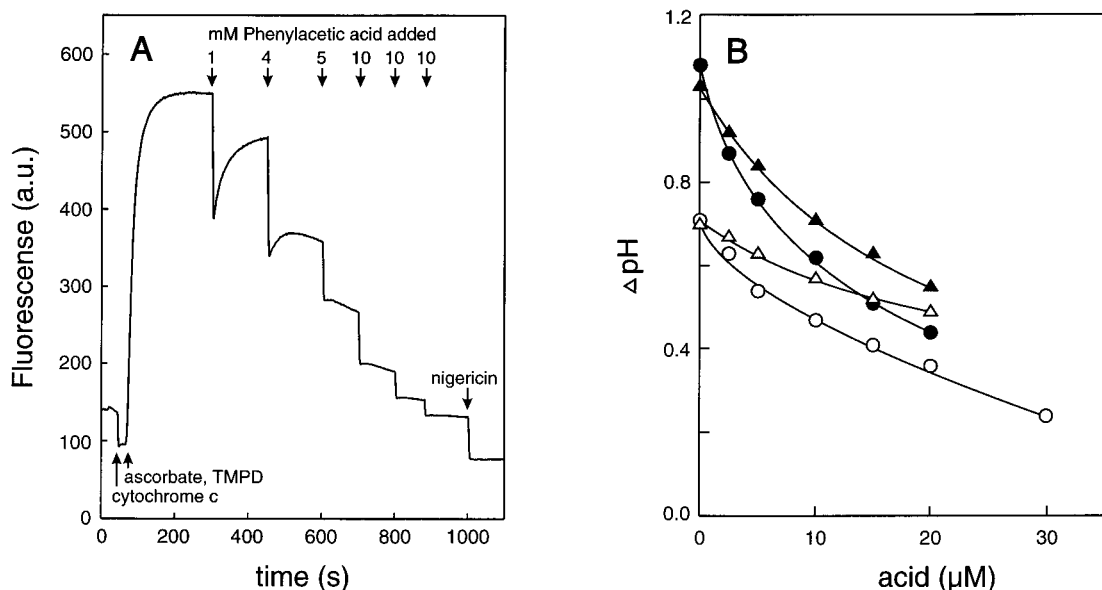 A
mM Phenylacetic acid added
1 4 5 10 10 10
600
500
400
300
200
100
0
Fluorescense (a.u.)
nigericin
ascorbate, TMPD
cytochrome c
0 200 400 600 800 1000
time (s)
B
1.2
0.8
0.4
0.0
△pH
0 10 20 30
acid (µM)